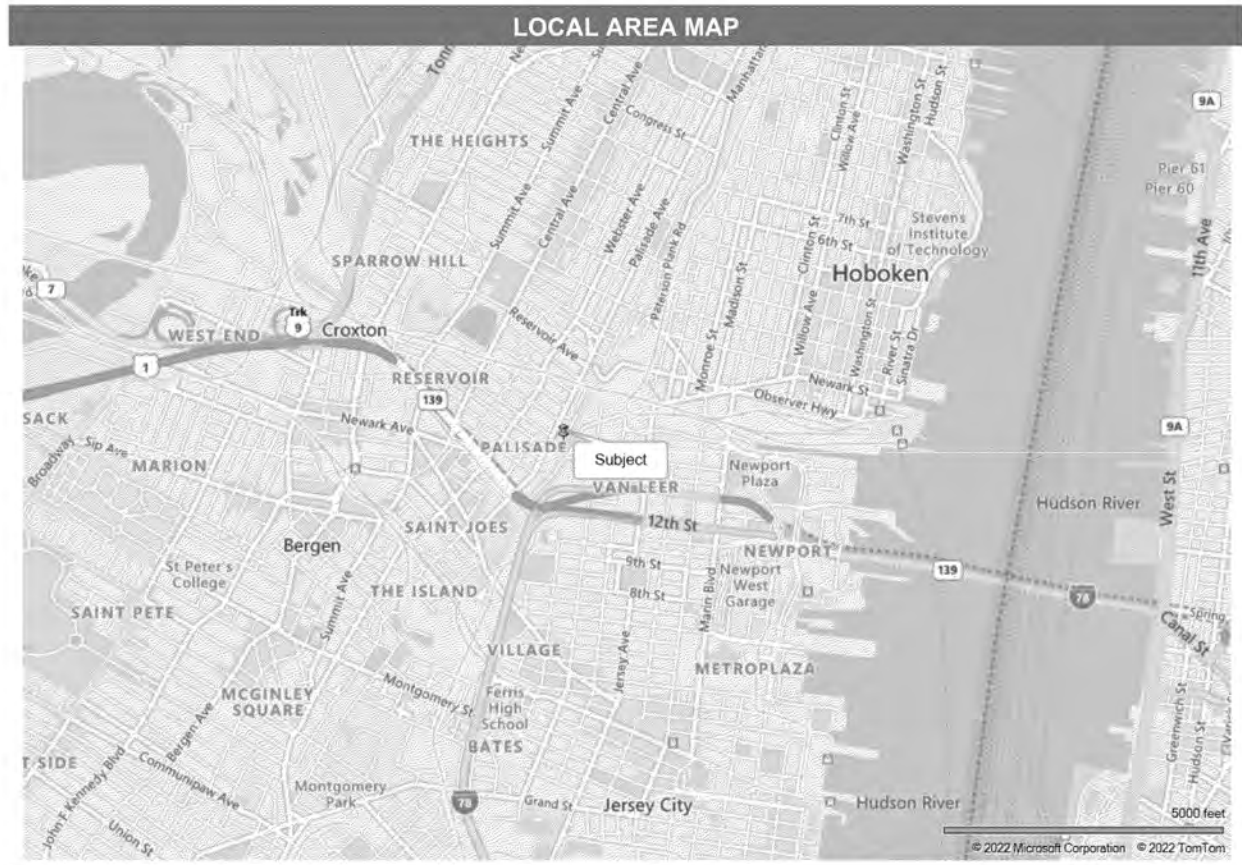 LOCAL AREA MAP
Summit Ave
Central Ave
Manhattan
Congress St
Clinton St
Willow Ave
Washington St
Hudson St
9A
THE HEIGHTS
Pier 61
Pier 60
Summit Ave
Central Ave
Webster Ave
Palisade Ave
Paterson Plank Rd
7th St
6th St
Clinton St
Stevens
Institute
of Technology
11th Ave
SPARROW HILL
Hoboken
7
Madison St
Trk
9
WEST END
Croxton
Reservoir Ave
Monroe St
Willow Ave
Washington St
River St
Sinatra Dr
1
RESERVOIR
Newark St
Observer Hwy
139
SACK
Newark Ave
9A
Broadway
Sip Ave
MARION
PALISADE
Subject
Newport
Plaza
VAN LEER
Hudson River
West St
SAINT JOES
12th St
Bergen
NEWPORT
9th St
Newport
West
Garage
139
St Peter's
College
8th St
Marin Blvd
78
THE ISLAND
Spring
Canal St
SAINT PETE
Summit Ave
VILLAGE
Jersey Ave
METROPLAZA
MCGINLEY
SQUARE
Montgomery St
Ferris
High
School
Greenwich St
Hudson St
Bergen Ave
BATES
T SIDE
John F Kennedy Blvd
Communipaw Ave
Montgomery
Park
78
Grand St
Jersey City
Hudson River
5000 feet
Union St
© 2022 Microsoft Corporation © 2022 TomTom